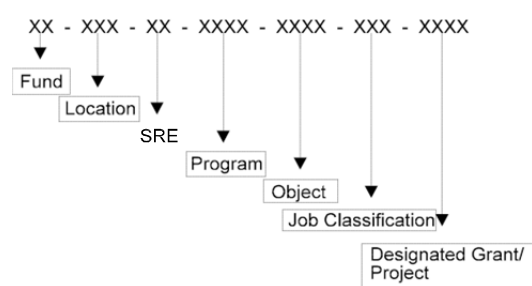 XX - XXX - XX - XXXX - XXXX - XXX - XXXX
Fund
Location
SRE
Program
Object
Job Classification
Designated Grant/
Project